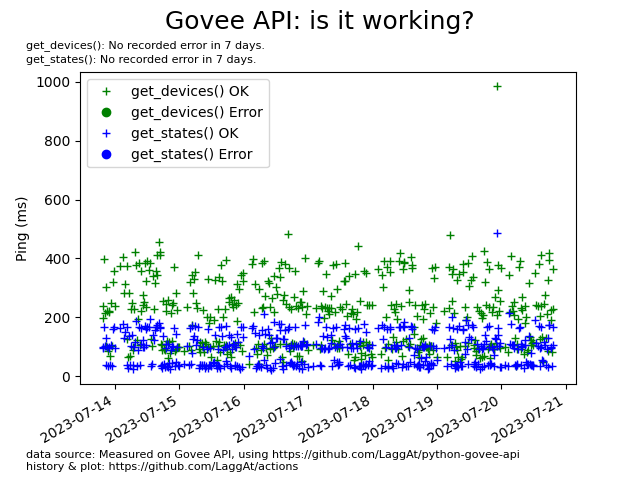 Govee API: is it working?
get_devices(): No recorded error in 7 days.
get_states(): No recorded error in 7 days.
get_devices() OK
get_devices() Error
get_states() OK
get_states() Error
1000
800
600
400
200
0
Ping (ms)
2023-07-14
2023-07-15
2023-07-16
2023-07-17
2023-07-18
2023-07-19
2023-07-20
2023-07-21
data source: Measured on Govee API, using https://github.com/LaggAt/python-govee-api
history & plot: https://github.com/LaggAt/actions